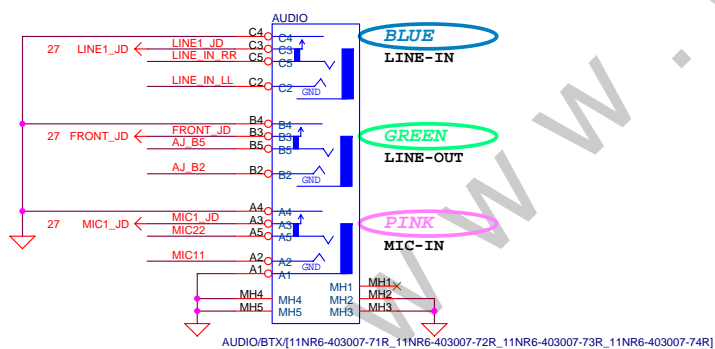 AUDIO
C4 C4 BLUE
27 LINE1_JD LINE1_JD C3 C3 LINE-IN
LINE_IN_RR C5 C5
LINE_IN_LL C2 C2 GND
B4 B4
27 FRONT_JD FRONT_JD B3 B3 GREEN
AJ_B5 B5 B5 LINE-OUT
AJ_B2 B2 B2 GND
A4 A4
27 MIC1_JD MIC1_JD A3 A3 PINK
MIC22 A5 A5 MIC-IN
MIC11 A2 A2 GND
A1 A1
MH1 MH1
MH4 MH4 MH2 MH2
MH5 MH5 MH3 MH3
AUDIO/BTX/[11NR6-403007-71R_11NR6-403007-72R_11NR6-403007-73R_11NR6-403007-74R]
w w w .